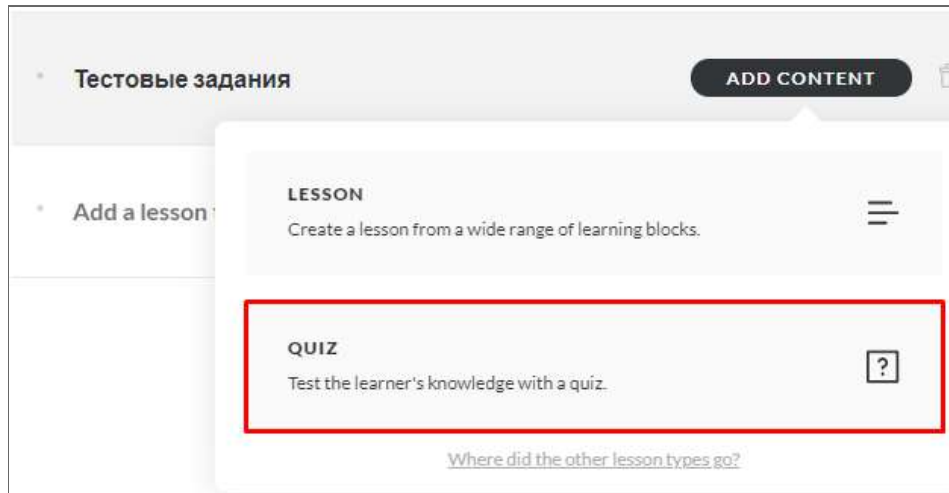 Тестовые задания
ADD CONTENT
Add a lesson
LESSON
Create a lesson from a wide range of learning blocks.
QUIZ
Test the learner's knowledge with a quiz.
?
Where did the other lesson types go?